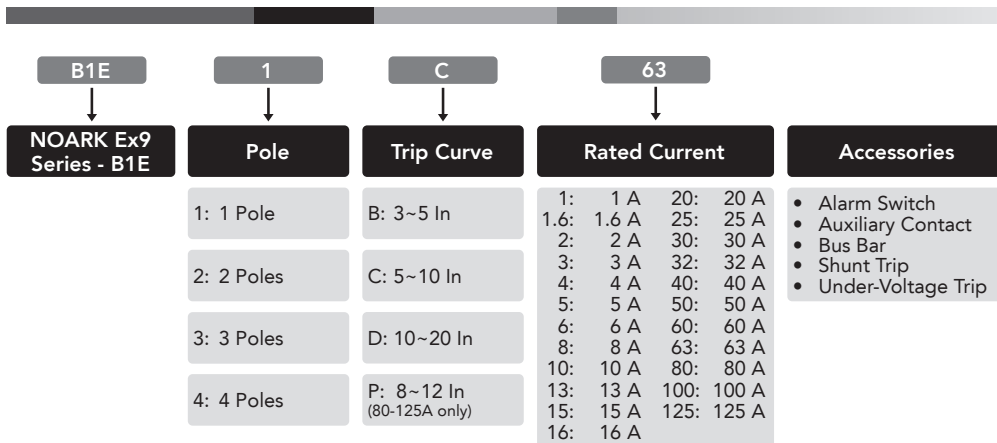 B1E
1
C
63
NOARK Ex9
Series - B1E
Pole
Trip Curve
Rated Current
Accessories
1: 1 Pole
2: 2 Poles
3: 3 Poles
4: 4 Poles
B: 3~5 In
C: 5~10 In
D: 10~20 In
P: 8~12 In
(80-125A only)
1: 1 A 20: 20 A
1.6: 1.6 A 25: 25 A
2: 2 A 30: 30 A
3: 3 A 32: 32 A
4: 4 A 40: 40 A
5: 5 A 50: 50 A
6: 6 A 60: 60 A
8: 8 A 63: 63 A
10: 10 A 80: 80 A
13: 13 A 100: 100 A
15: 15 A 125: 125 A
16: 16 A
• Alarm Switch
• Auxiliary Contact
• Bus Bar
• Shunt Trip
• Under-Voltage Trip